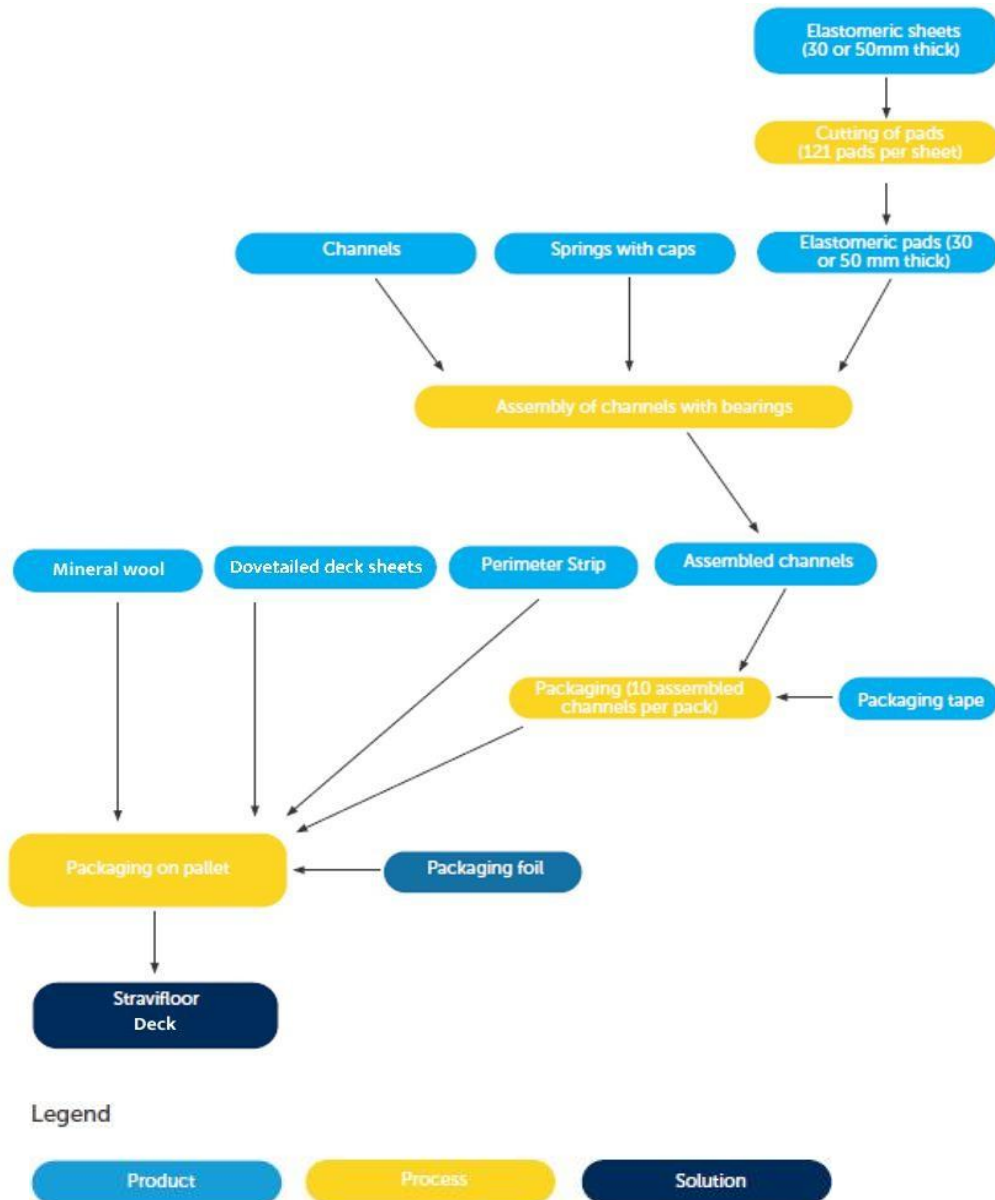 Elastomeric sheets
(30 or 50mm thick)
Cutting of pads
(121 pads per sheet)
Channels
Springs with caps
Elastomeric pads (30
or 50 mm thick)
Assembly of channels with bearings
Mineral wool
Dovetailed deck sheets
Perimeter Strip
Assembled channels
Packaging (10 assembled
channels per pack)
Packaging tape
Packaging on pallet
Packaging foil
Stravifloor
Deck
Legend
Product
Process
Solution